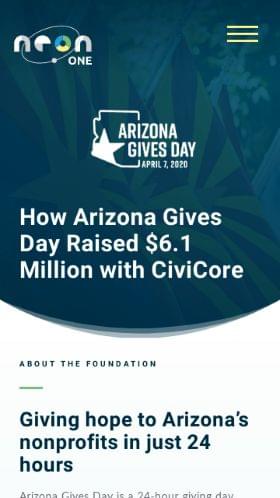 neon
ONE
ARIZONA
GIVES DAY
APRIL 7, 2020
How Arizona Gives
Day Raised $6.1
Million with CiviCore
ABOUT THE FOUNDATION
Giving hope to Arizona’s
nonprofits in just 24
hours
Arizona Gives Day is a 24-hour giving day